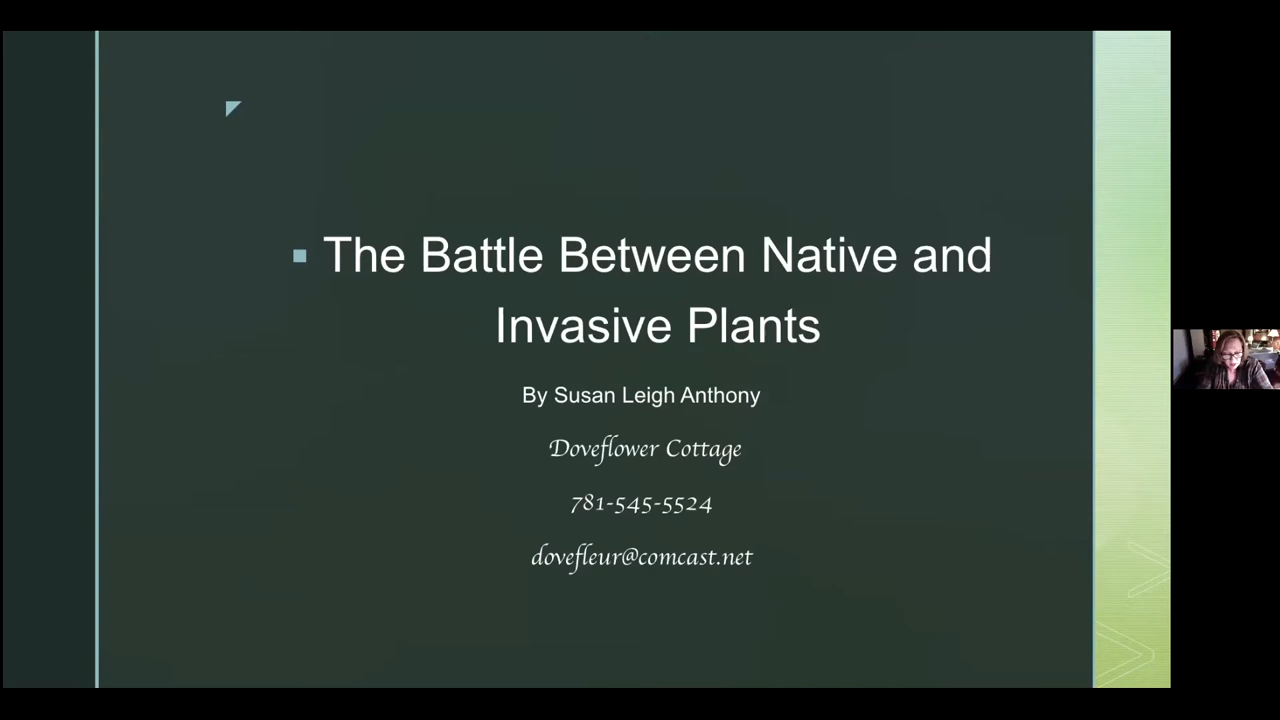 The Battle Between Native and
Invasive Plants
By Susan Leigh Anthony
Doveflower Cottage
781-545-5524
dovefleur@comcast.net